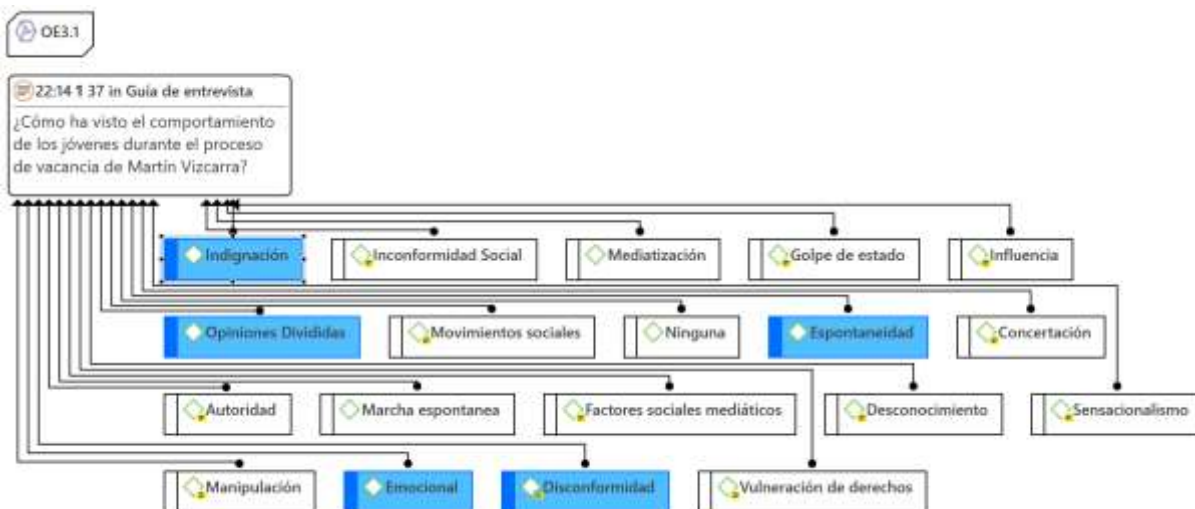 OE3.1
22:14 ¶ 37 in Guía de entrevista
¿Cómo ha visto el comportamiento
de los jóvenes durante el proceso
de vacancia de Martín Vizcarra?
Indignación
Inconformidad Social
Mediatización
Golpe de estado
Influencia
Opiniones Divididas
Movimientos sociales
Ninguna
Espontaneidad
Concertación
Autoridad
Marcha espontanea
Factores sociales mediáticos
Desconocimiento
Sensacionalismo
Manipulación
Emocional
Disconformidad
Vulneración de derechos